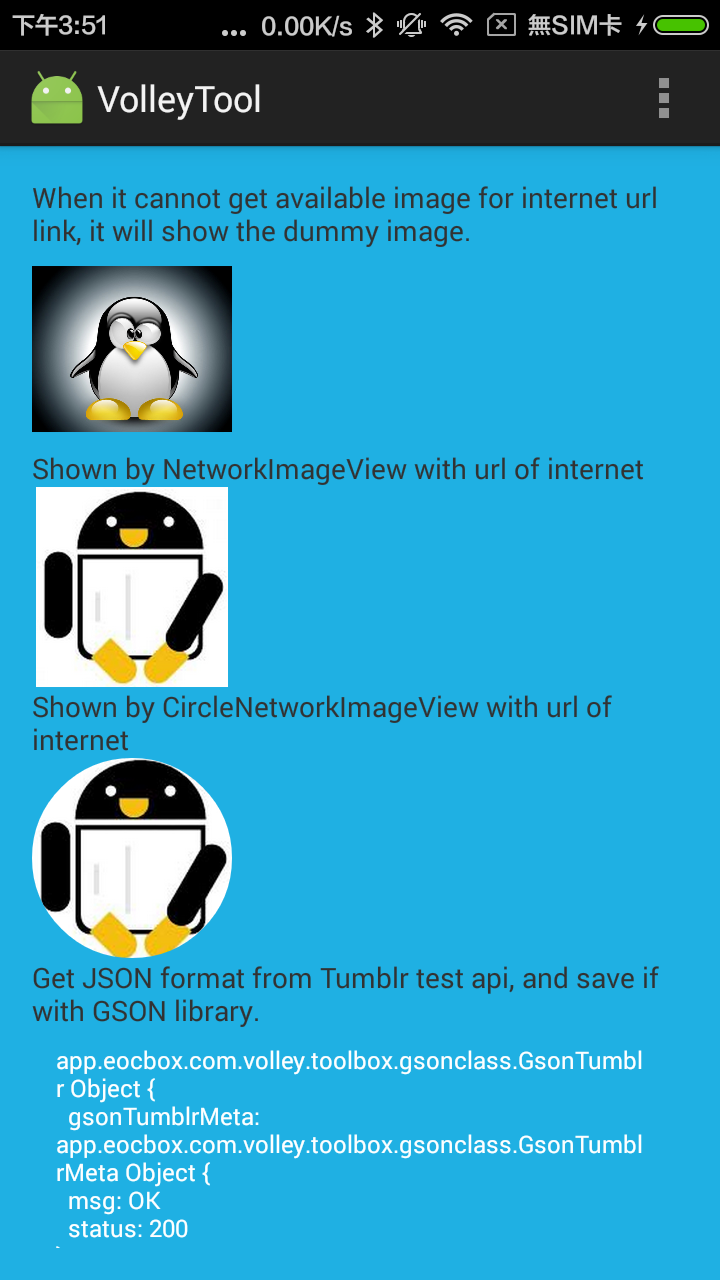 下午3:51 ... 0.00K/s 無SIM卡
VolleyTool
When it cannot get available image for internet url
link, it will show the dummy image.
Shown by NetworkImageView with url of internet
Shown by CircleNetworkImageView with url of
internet
Get JSON format from Tumblr test api, and save if
with GSON library.
app.eocbox.com.volley.toolbox.gsonclass.GsonTumbl
r Object {
gsonTumblrMeta:
app.eocbox.com.volley.toolbox.gsonclass.GsonTumbl
rMeta Object {
msg: OK
status: 200